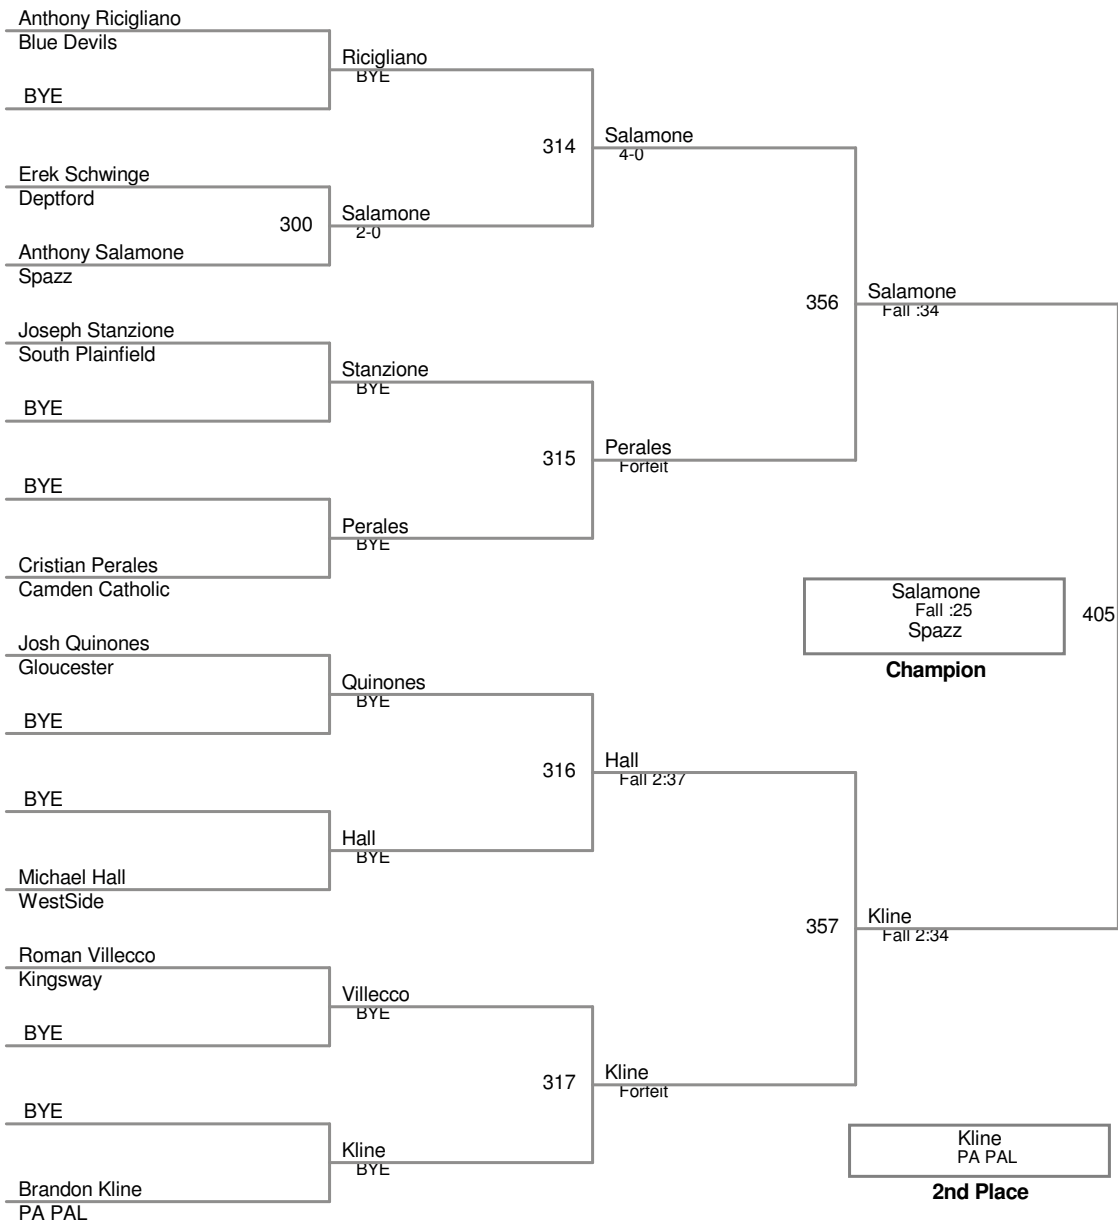 Anthony Ricigliano
Blue Devils
Ricigliano
BYE
BYE
314
Salamone
4-0
Erek Schwinge
Deptford
300
Salamone
2-0
Anthony Salamone
Spazz
356
Salamone
Fall :34
Joseph Stanzione
South Plainfield
Stanzione
BYE
BYE
315
Perales
Forfeit
BYE
Perales
BYE
Cristian Perales
Camden Catholic
Salamone
Fall :25
Spazz
405
Champion
Josh Quinones
Gloucester
Quinones
BYE
BYE
316
Hall
Fall 2:37
BYE
Hall
BYE
Michael Hall
WestSide
357
Kline
Fall 2:34
Roman Villecco
Kingsway
Villecco
BYE
BYE
317
Kline
Forfeit
BYE
Kline
BYE
Brandon Kline
PA PAL
Kline
PA PAL
2nd Place